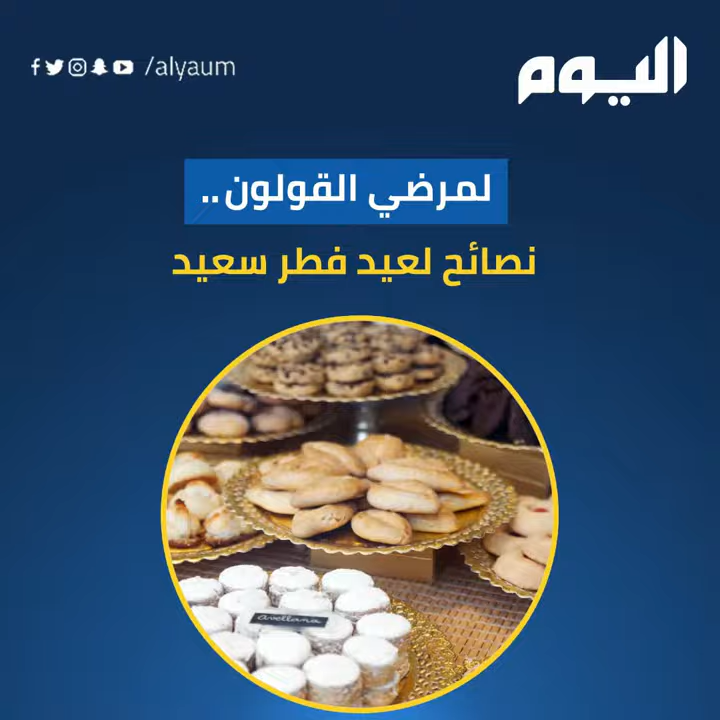 /alyaum
اليوم
لمرضي القولون..
نصائح لعيد فطر سعيد
avellana